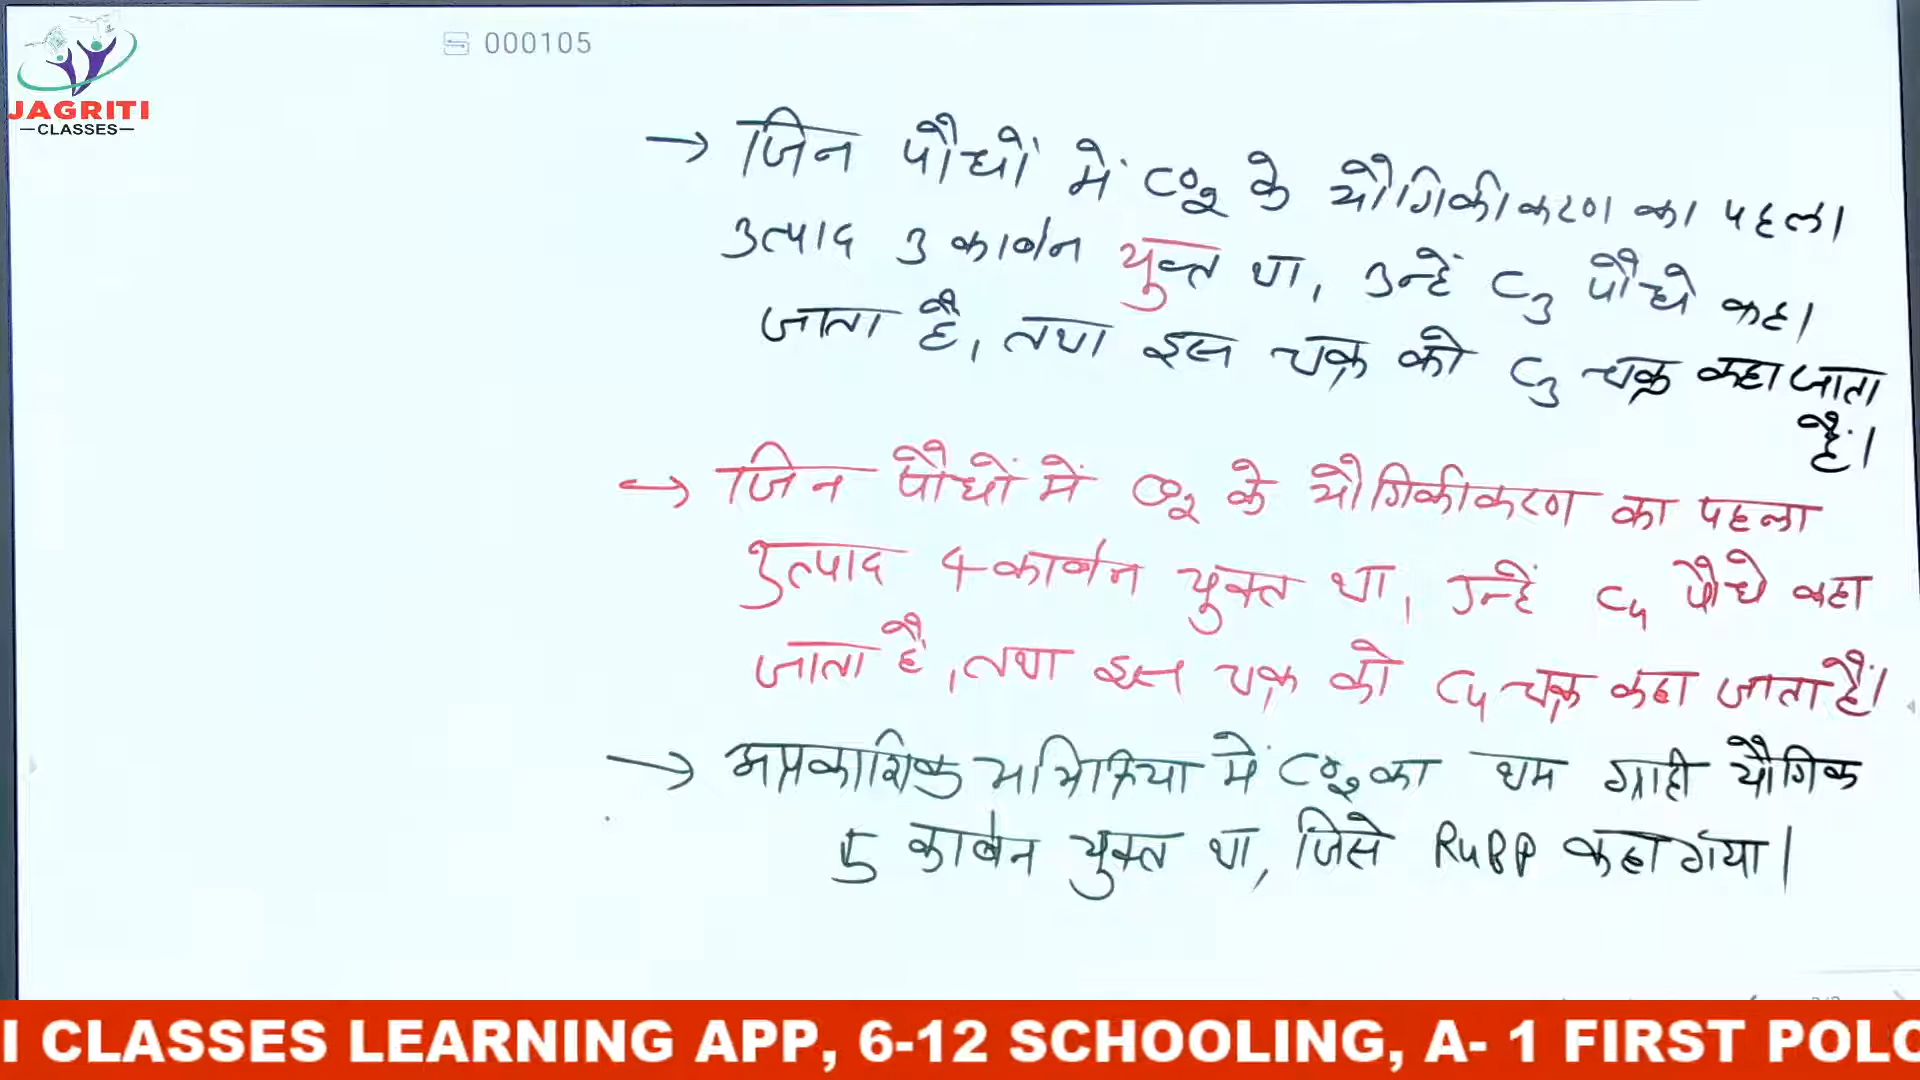 JAGRITI
CLASSES
000105
→ जिन पौधों में CO2 के यौगिकीकरण का पहला
उत्पाद 3 कार्बन युक्त था, उन्हें C3 पौधे कहा
जाता है, तथा इस चक्र को C3 चक्र कहा जाता
हैं।
→ जिन पौधों में CO2 के यौगिकीकरण का पहला
उत्पाद 4-कार्बन युक्त था, उन्हें C4 पौधे कहा
जाता है, तथा इस चक्र को C4 चक्र कहा जाता हैं।
→ अप्रकाशिक अभिक्रिया में CO2 का थम ग्राही यौगिक
5 कार्बन युक्त था, जिसे RuBP कहा गया।
I CLASSES LEARNING APP, 6-12 SCHOOLING, A- 1 FIRST POLO